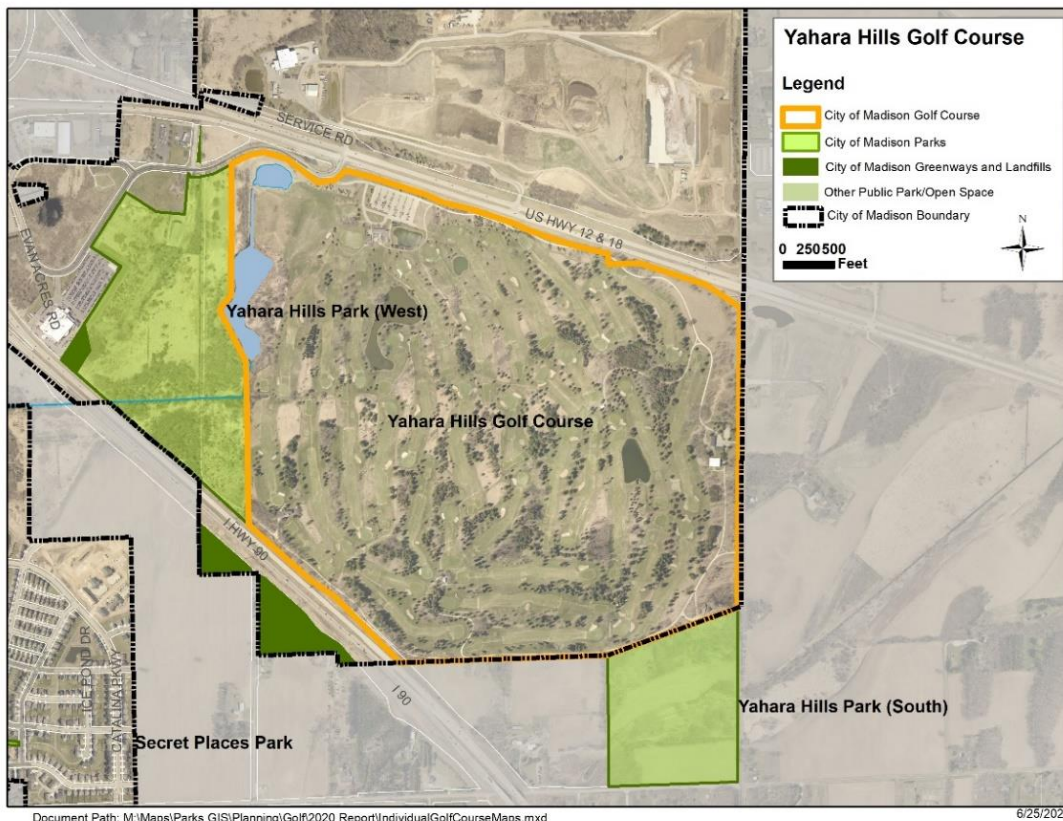 Yahara Hills Golf Course
Legend
City of Madison Golf Course
City of Madison Parks
City of Madison Greenways and Landfills
Other Public Park/Open Space
City of Madison Boundary
N
0 250500
Feet
SERVICE RD
US HWY 12 & 18
EVAN ACRES RD
Yahara Hills Park (West)
Yahara Hills Golf Course
I HWY 90
ICE POND DR
CATALINA PKWY
I 90
Yahara Hills Park (South)
Secret Places Park
Document Path: M:\Maps\Parks GIS\Planning\Golf\2020 Report\IndividualGolfCourseMaps.mxd
6/25/202